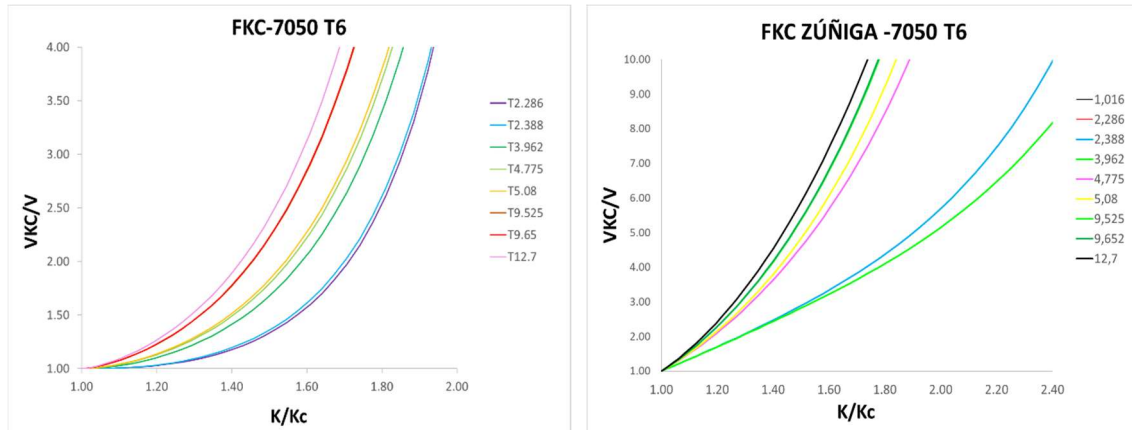 FKC-7050 T6
4.00
3.50
3.00
2.50
2.00
1.50
1.00
VKC/V
1.00 1.20 1.40 1.60 1.80 2.00
K/Kc
T2.286
T2.388
T3.962
T4.775
T5.08
T9.525
T9.65
T12.7
FKC ZÚÑIGA -7050 T6
10.00
9.00
8.00
7.00
6.00
5.00
4.00
3.00
2.00
1.00
VKC/V
1.00 1.20 1.40 1.60 1.80 2.00 2.20 2.40
K/Kc
1,016
2,286
2,388
3,962
4,775
5,08
9,525
9,652
12,7